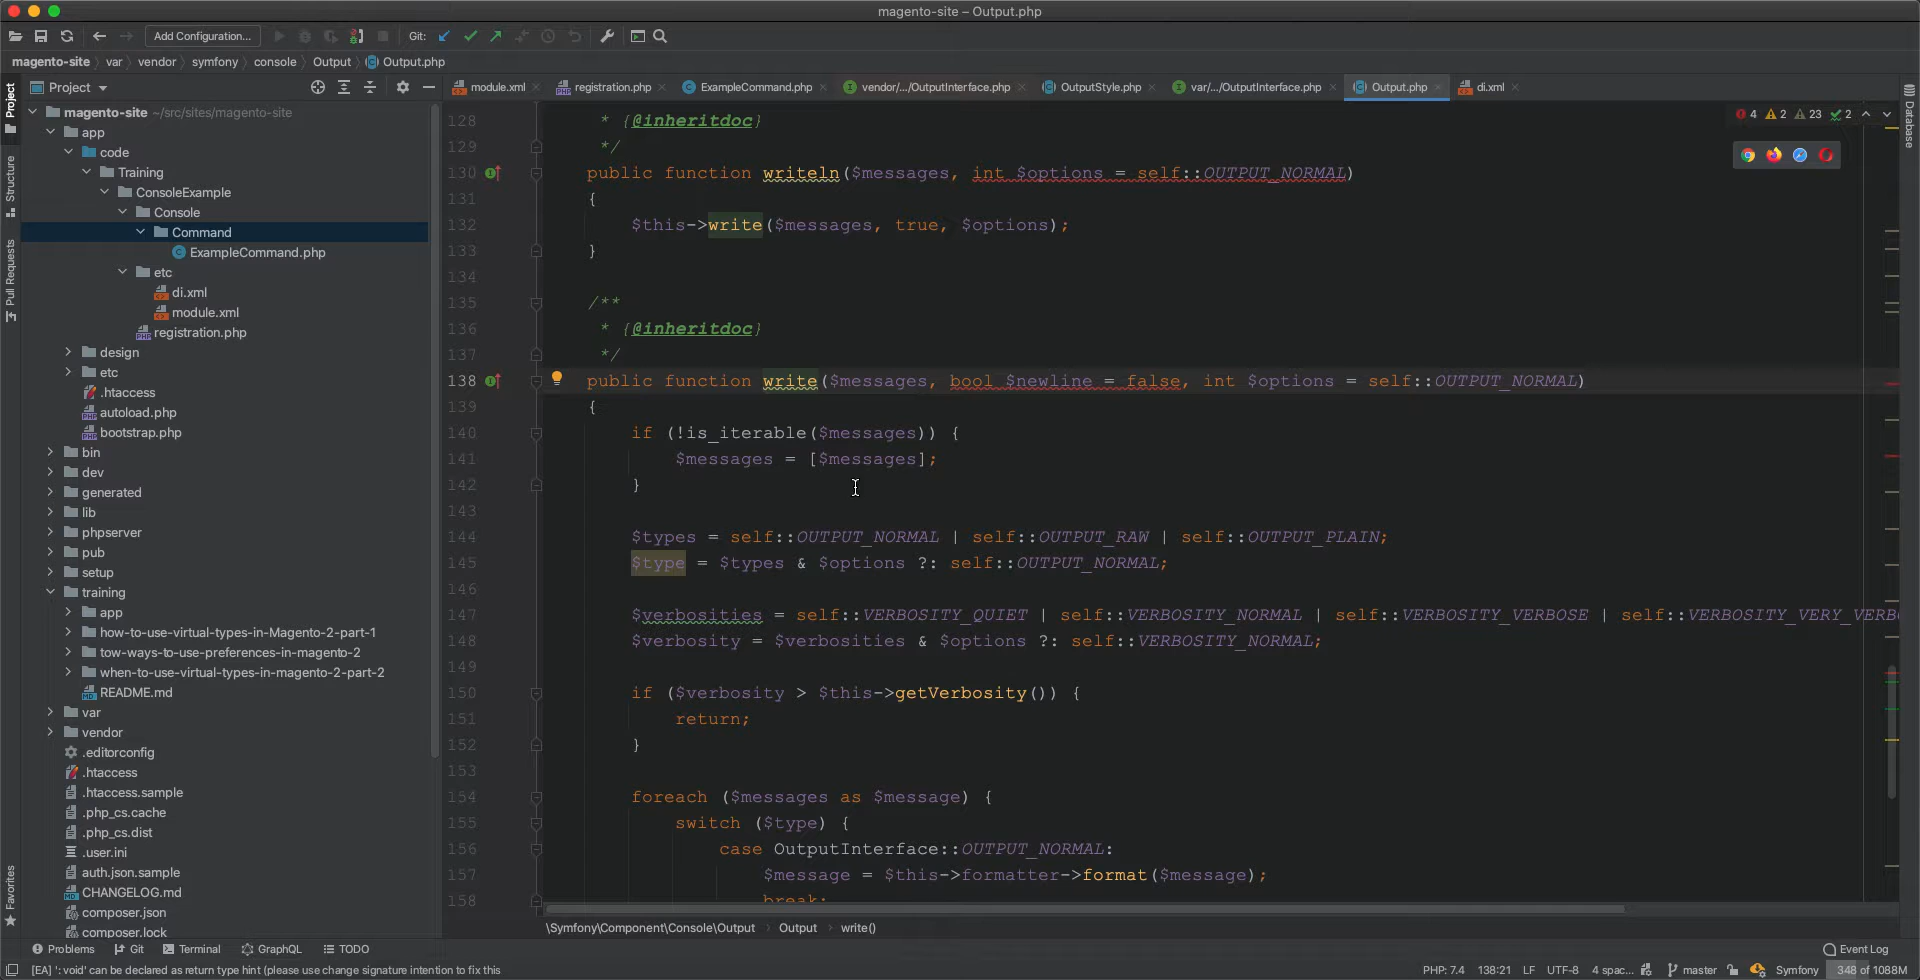 magento-site – Output.php
Add Configuration...
Git:
magento-site 〉 var 〉 vendor 〉 symfony 〉 console 〉 Output 〉 Output.php
Project
module.xml
registration.php
ExampleCommand.php
vendor/.../OutputInterface.php
OutputStyle.php
var/.../OutputInterface.php
Output.php
di.xml
Project
Structure
Pull Requests
Favorites
Database
magento-site ~/src/sites/magento-site
app
code
Training
ConsoleExample
Console
Command
ExampleCommand.php
etc
di.xml
module.xml
registration.php
design
etc
.htaccess
autoload.php
bootstrap.php
bin
dev
generated
lib
phpserver
pub
setup
training
app
how-to-use-virtual-types-in-Magento-2-part-1
tow-ways-to-use-preferences-in-magento-2
when-to-use-virtual-types-in-magento-2-part-2
README.md
var
vendor
.editorconfig
.htaccess
.htaccess.sample
.php_cs.cache
.php_cs.dist
.user.ini
auth.json.sample
CHANGELOG.md
composer.json
composer.lock
4 2 23 2
128 * {@inheritdoc}
129 */
130 public function writeln($messages, int $options = self::OUTPUT_NORMAL)
131 {
132 $this->write($messages, true, $options);
133 }
134
135 /**
136 * {@inheritdoc}
137 */
138 public function write($messages, bool $newline = false, int $options = self::OUTPUT_NORMAL)
139 {
140 if (!is_iterable($messages)) {
141 $messages = [$messages];
142 }
143
144 $types = self::OUTPUT_NORMAL | self::OUTPUT_RAW | self::OUTPUT_PLAIN;
145 $type = $types & $options ?: self::OUTPUT_NORMAL;
146
147 $verbosities = self::VERBOSITY_QUIET | self::VERBOSITY_NORMAL | self::VERBOSITY_VERBOSE | self::VERBOSITY_VERY_VERB
148 $verbosity = $verbosities & $options ?: self::VERBOSITY_NORMAL;
149
150 if ($verbosity > $this->getVerbosity()) {
151 return;
152 }
153
154 foreach ($messages as $message) {
155 switch ($type) {
156 case OutputInterface::OUTPUT_NORMAL:
157 $message = $this->formatter->format($message);
158 break;
\Symfony\Component\Console\Output 〉 Output 〉 write()
Problems
Git
Terminal
GraphQL
TODO
Event Log
[EA] ': void' can be declared as return type hint (please use change signature intention to fix this
PHP: 7.4 138:21 LF UTF-8 4 spac... master Symfony 348 of 1088M